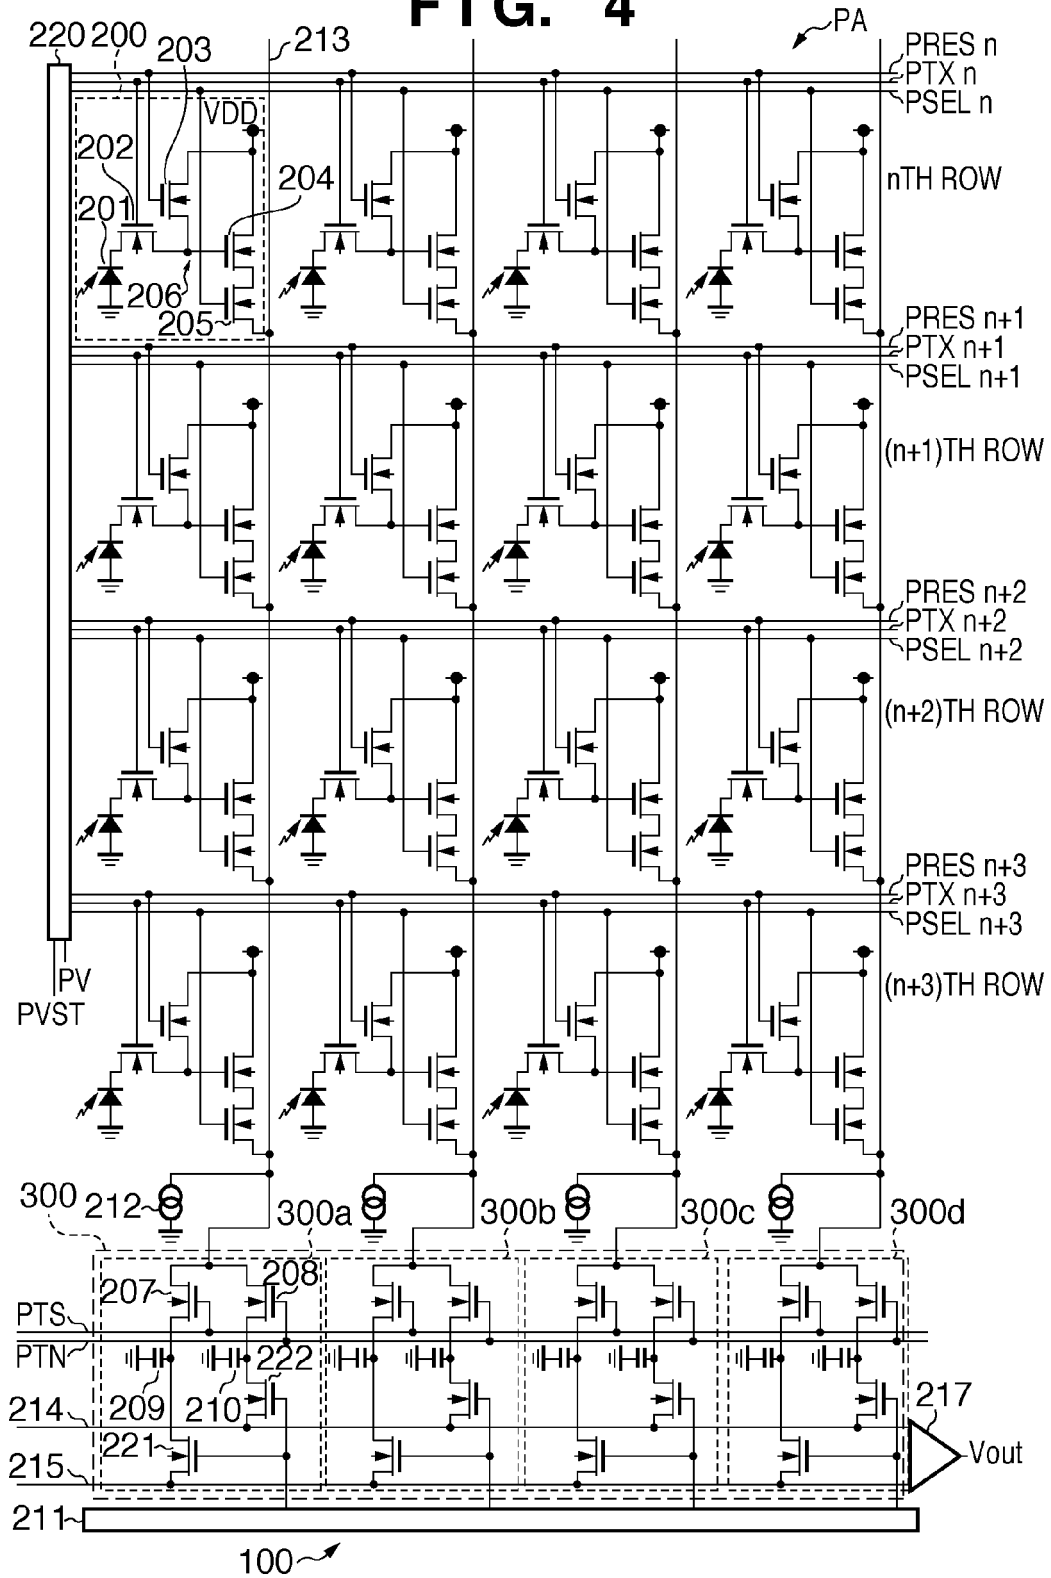 FIG. 4
220 200 213 PA
203
PRES n
PTX n
PSEL n
VDD
202
204
nTH ROW
201
206
205
PRES n+1
PTX n+1
PSEL n+1
(n+1)TH ROW
PRES n+2
PTX n+2
PSEL n+2
(n+2)TH ROW
PRES n+3
PTX n+3
PSEL n+3
PV
PVST
(n+3)TH ROW
300 212 300a 300b 300c 300d
207 208
PTS
PTN
222
209 210
214 217
221
Vout
215
211
100